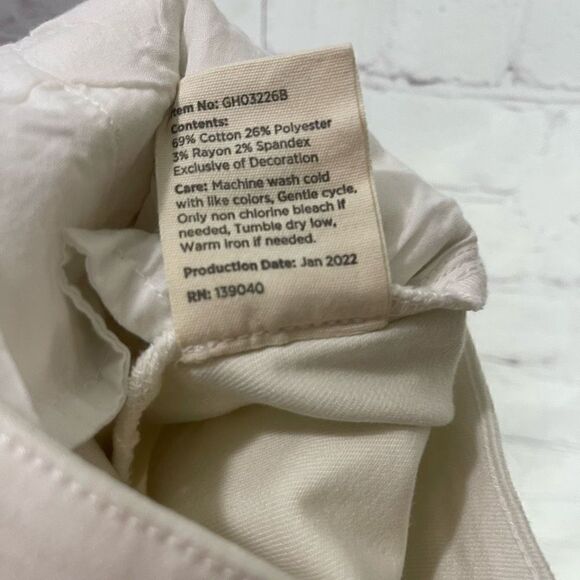 Item No: GH03226B
Contents:
69% Cotton 26% Polyester
3% Rayon 2% Spandex
Exclusive of Decoration
Care: Machine wash cold
with like colors, Gentle cycle.
Only non chlorine bleach if
needed, Tumble dry low,
Warm iron if needed.
Production Date: Jan 2022
RN: 139040